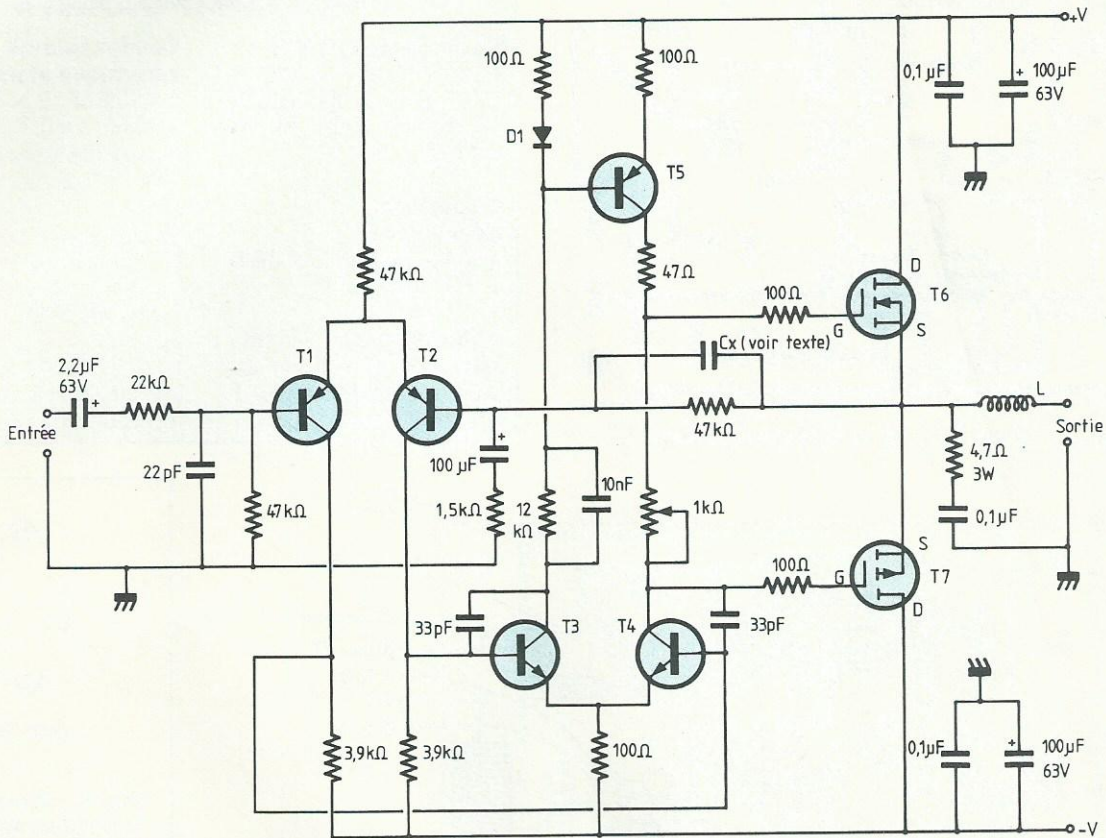 +V
100Ω
100Ω
0,1μF
+
100μF
63V
D1
T5
47kΩ
47Ω
D
T6
G
S
100Ω
Cx (voir texte)
2,2μF
63V
+
22kΩ
T1
T2
47kΩ
L
Entrée
Sortie
22pF
47kΩ
+
100μF
1,5kΩ
12
kΩ
10nF
1kΩ
4,7Ω
3W
0,1μF
100Ω
S
G
T7
D
33pF
T3
T4
33pF
3,9kΩ
3,9kΩ
100Ω
0,1μF
+
100μF
63V
-V